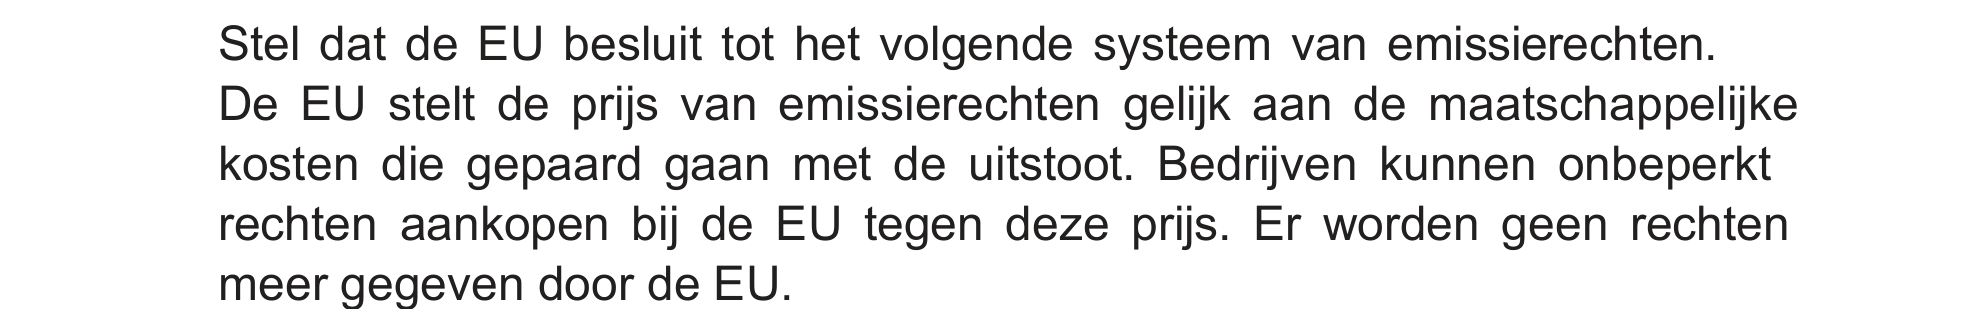 Stel dat de EU besluit tot het volgende systeem van emissierechten.
De EU stelt de prijs van emissierechten gelijk aan de maatschappelijke
kosten die gepaard gaan met de uitstoot. Bedrijven kunnen onbeperkt
rechten aankopen bij de EU tegen deze prijs. Er worden geen rechten
meer gegeven door de EU.